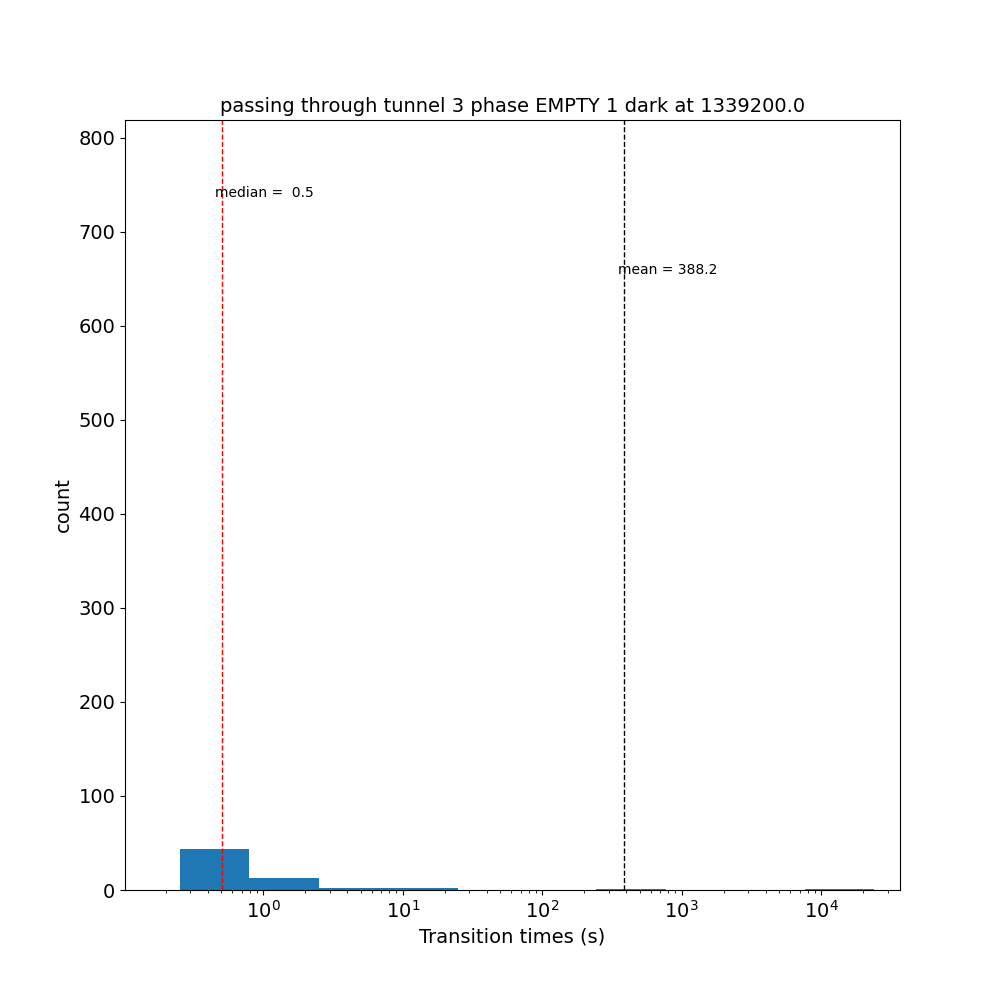 passing through tunnel 3 phase EMPTY 1 dark at 1339200.0
800
median =  0.5
700
mean = 388.2
600
500
400
300
200
100
0
count
10^0 10^1 10^2 10^3 10^4
Transition times (s)